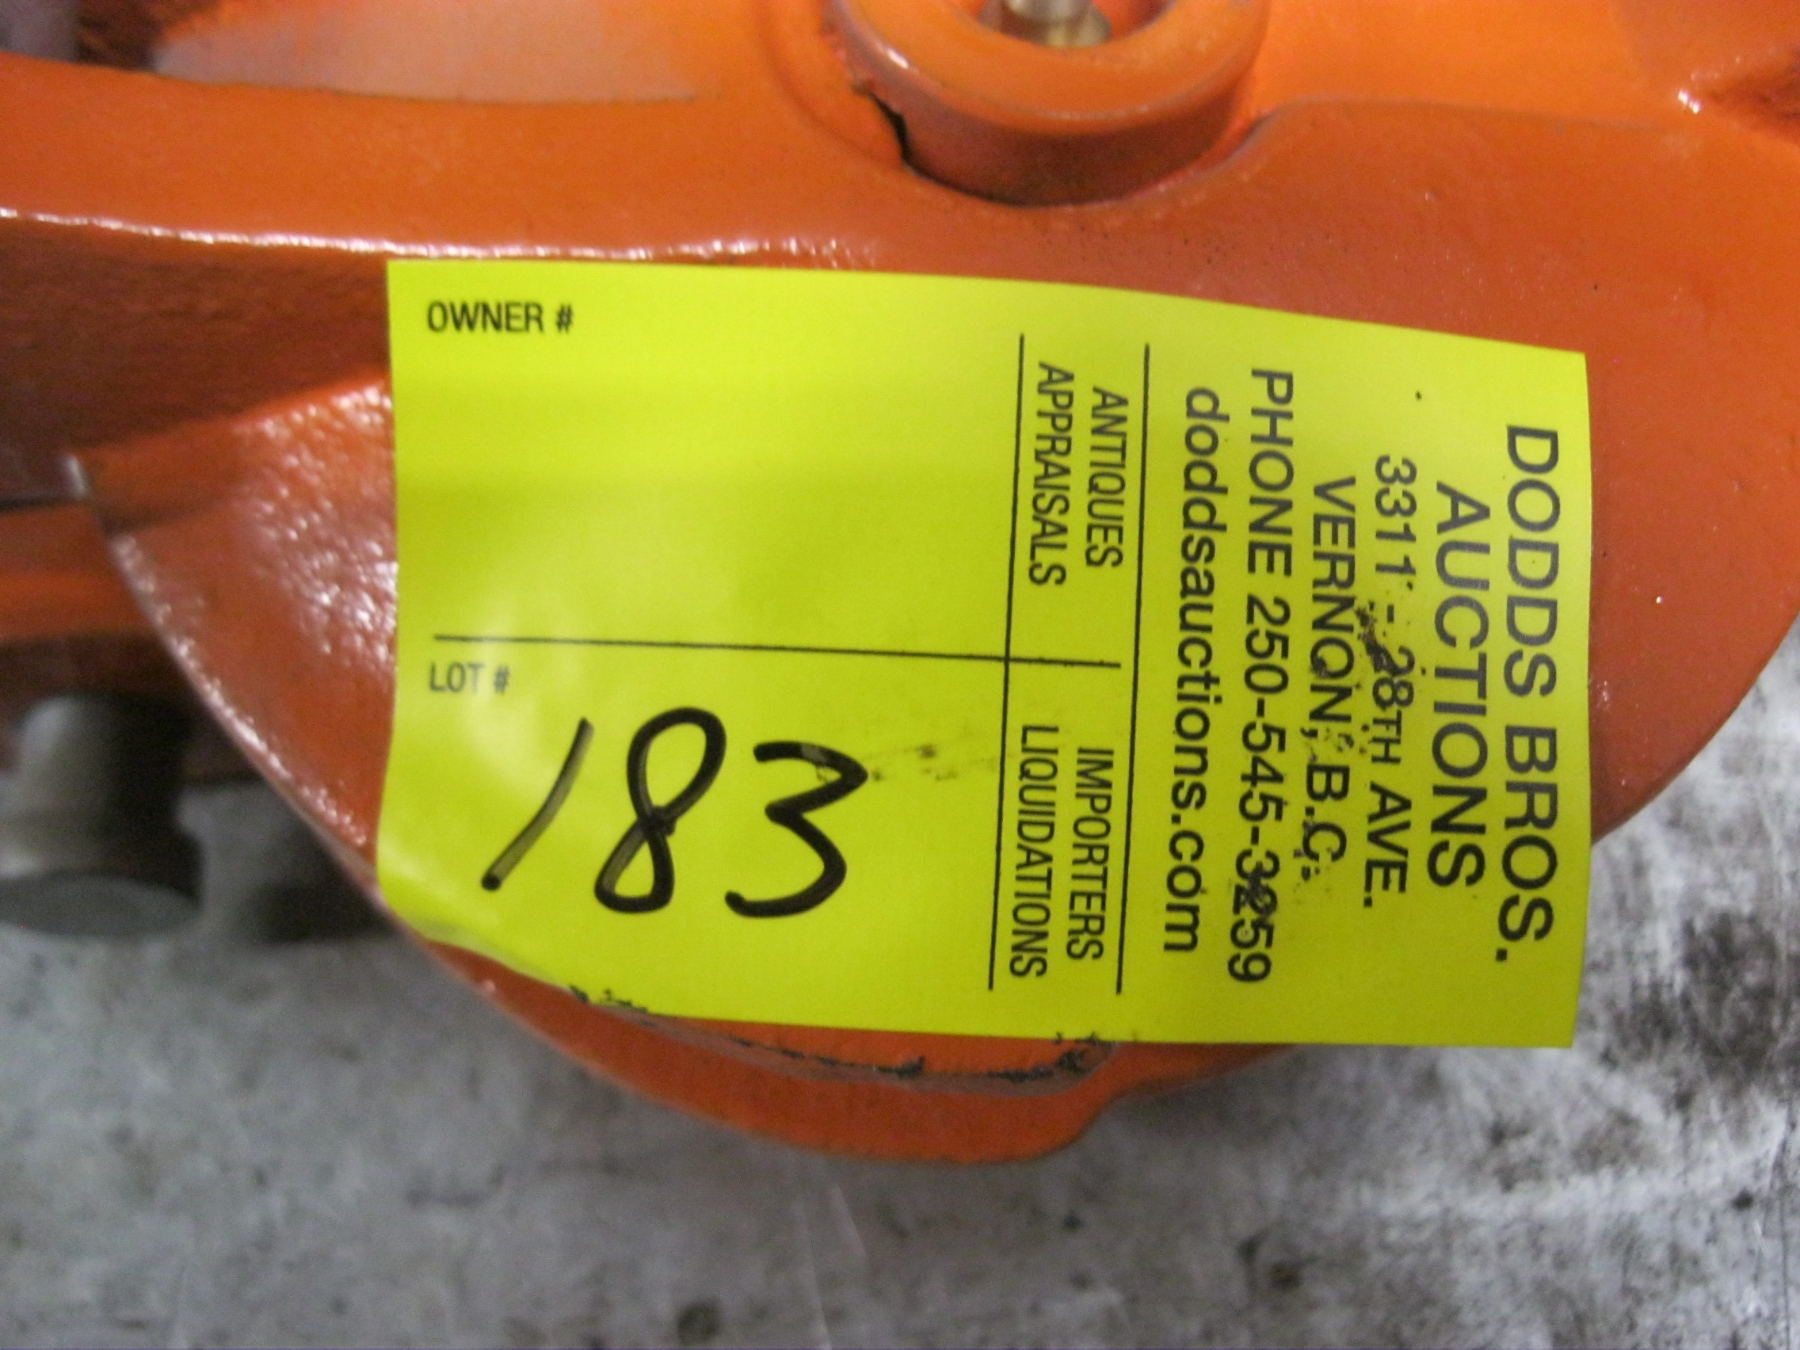 DODDS BROS.
AUCTIONS
3311 - 28TH AVE.
VERNON, B.C.
PHONE 250-545-3259
doddsauctions.com
ANTIQUES
APPRAISALS
IMPORTERS
LIQUIDATIONS
OWNER #
LOT #
183